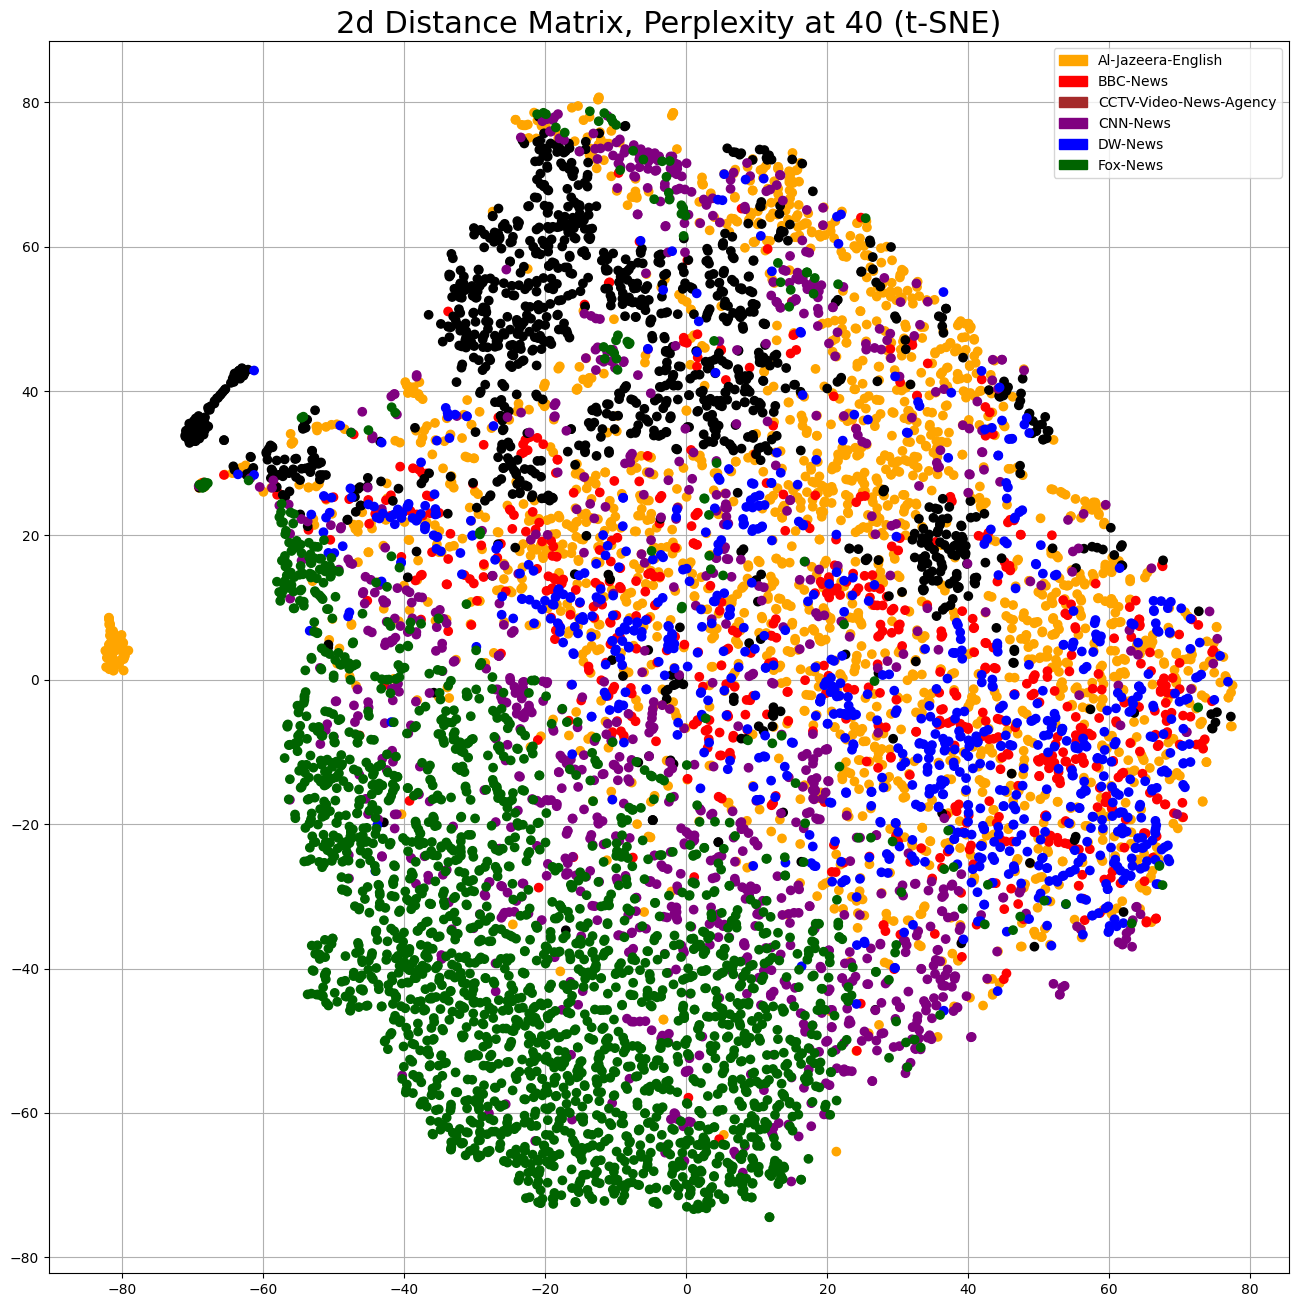 2d Distance Matrix, Perplexity at 40 (t-SNE)
Al-Jazeera-English
BBC-News
CCTV-Video-News-Agency
CNN-News
DW-News
Fox-News
80
60
40
20
0
−20
−40
−60
−80
−80
−60
−40
−20
0
20
40
60
80